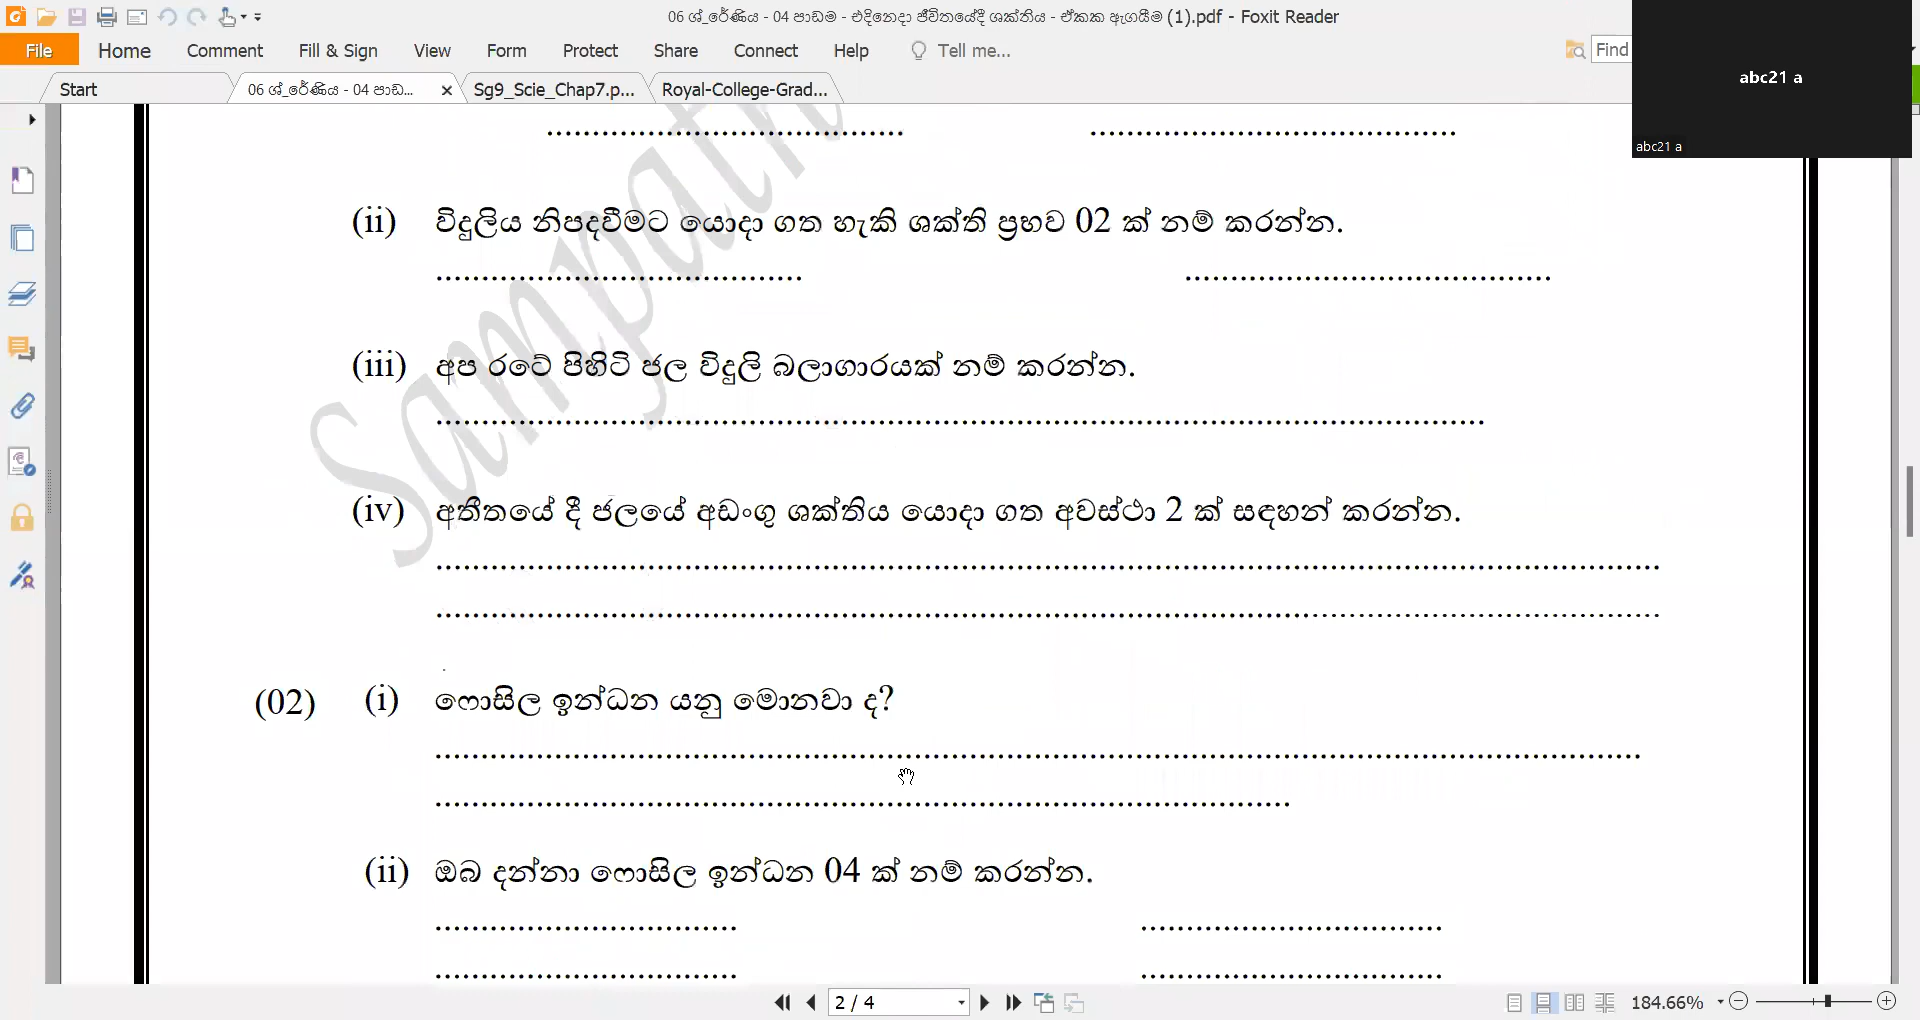 06 ශ්‍රේණිය - 04 පාඩම - එදිනෙදා ජීවිතයේදී ශක්තිය - ඒකක ඇගයීම (1).pdf - Foxit Reader
File Home Comment Fill & Sign View Form Protect Share Connect Help Tell me... Find
abc21 a
abc21 a
Start 06 ශ්‍රේණිය - 04 පාඩ... Sg9_Scie_Chap7.p... Royal-College-Grad...
.......................................  ........................................
(ii) විදුලිය නිපදවීමට යොදා ගත හැකි ශක්ති ප්‍රභව 02 ක් නම් කරන්න.
........................................  ........................................
(iii) අප රටේ පිහිටි ජල විදුලි බලාගාරයක් නම් කරන්න.
....................................................................................................................
(iv) අතීතයේ දී ජලයේ අඩංගු ශක්තිය යොදා ගත අවස්ථා 2 ක් සඳහන් කරන්න.
.......................................................................................................................................
.......................................................................................................................................
(02) (i) ෆොසිල ඉන්ධන යනු මොනවා ද?
.....................................................................................................................................
..............................................................................................
(ii) ඔබ දන්නා ෆොසිල ඉන්ධන 04 ක් නම් කරන්න.
.................................  .................................
.................................  .................................
Sampath
2 / 4 184.66%